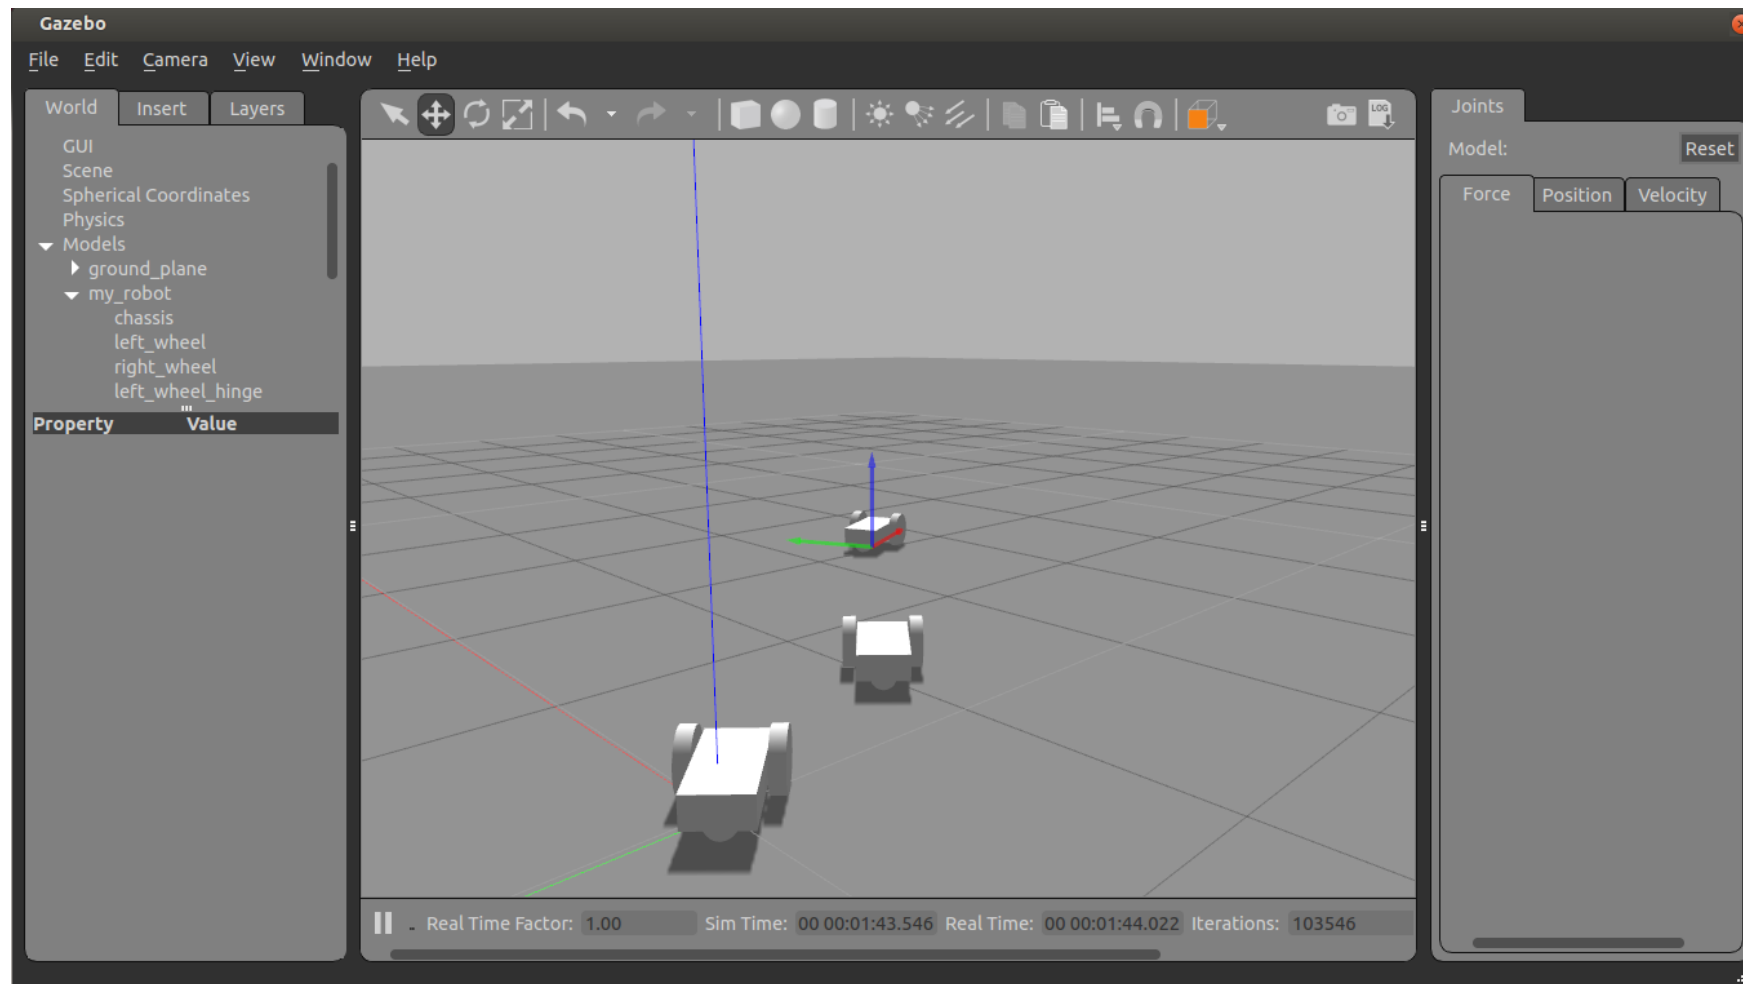 Gazebo
File Edit Camera View Window Help
World Insert Layers
GUI
Scene
Spherical Coordinates
Physics
Models
ground_plane
my_robot
chassis
left_wheel
right_wheel
left_wheel_hinge
Property Value
LOG
Real Time Factor: 1.00 Sim Time: 00 00:01:43.546 Real Time: 00 00:01:44.022 Iterations: 103546
Joints
Model: Reset
Force Position Velocity